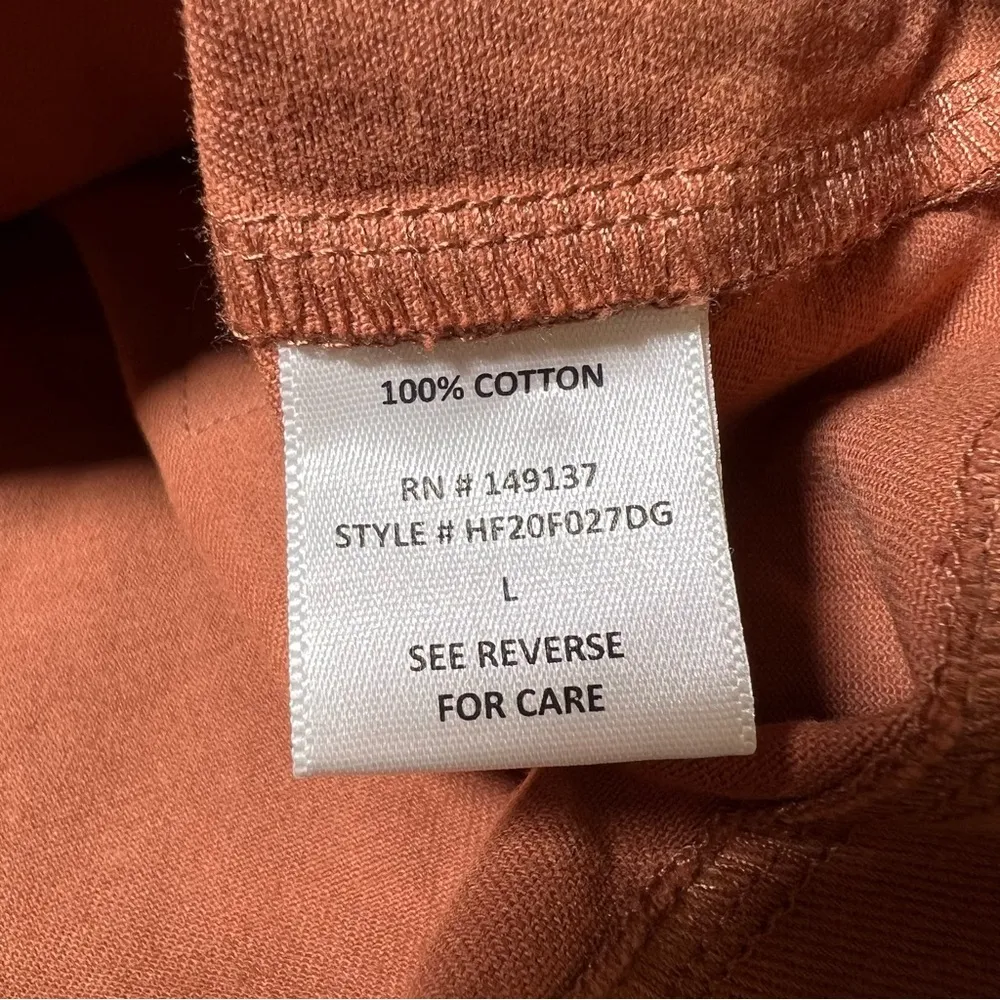 100% COTTON
RN # 149137
STYLE # HF20F027DG
L
SEE REVERSE
FOR CARE